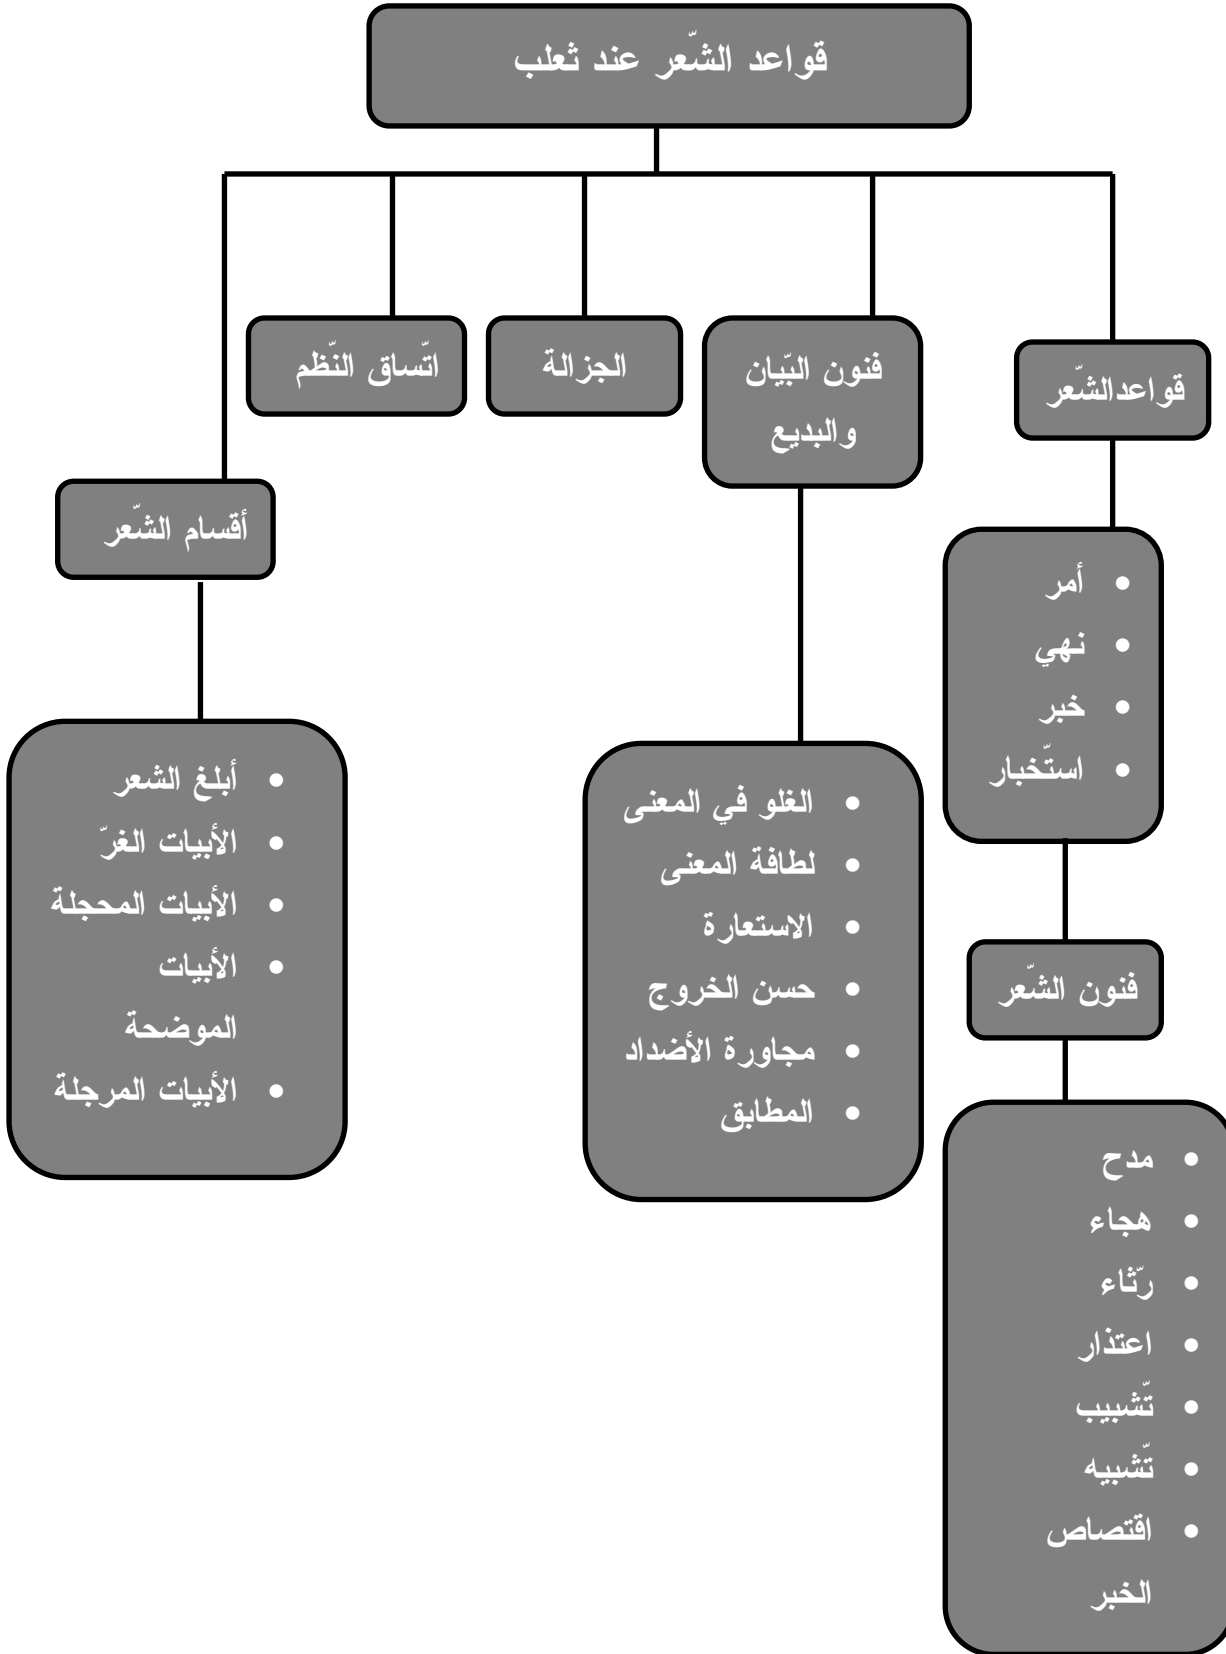 قواعد الشّعر عند ثعلب
قواعدالشّعر
فنون البّيان
والبديع
الجزالة
اتّساق النّظم
أقسام الشّعر
• أمر
• نهي
• خبر
• استّخبار
فنون الشّعر
• مدح
• هجاء
• رّثاء
• اعتذار
• تّشبيب
• تّشبيه
• اقتصاص
الخبر
• الغلو في المعنى
• لطافة المعنى
• الاستعارة
• حسن الخروج
• مجاورة الأضداد
• المطابق
• أبلغ الشعر
• الأبيات الغرّ
• الأبيات المحجلة
• الأبيات
الموضحة
• الأبيات المرجلة